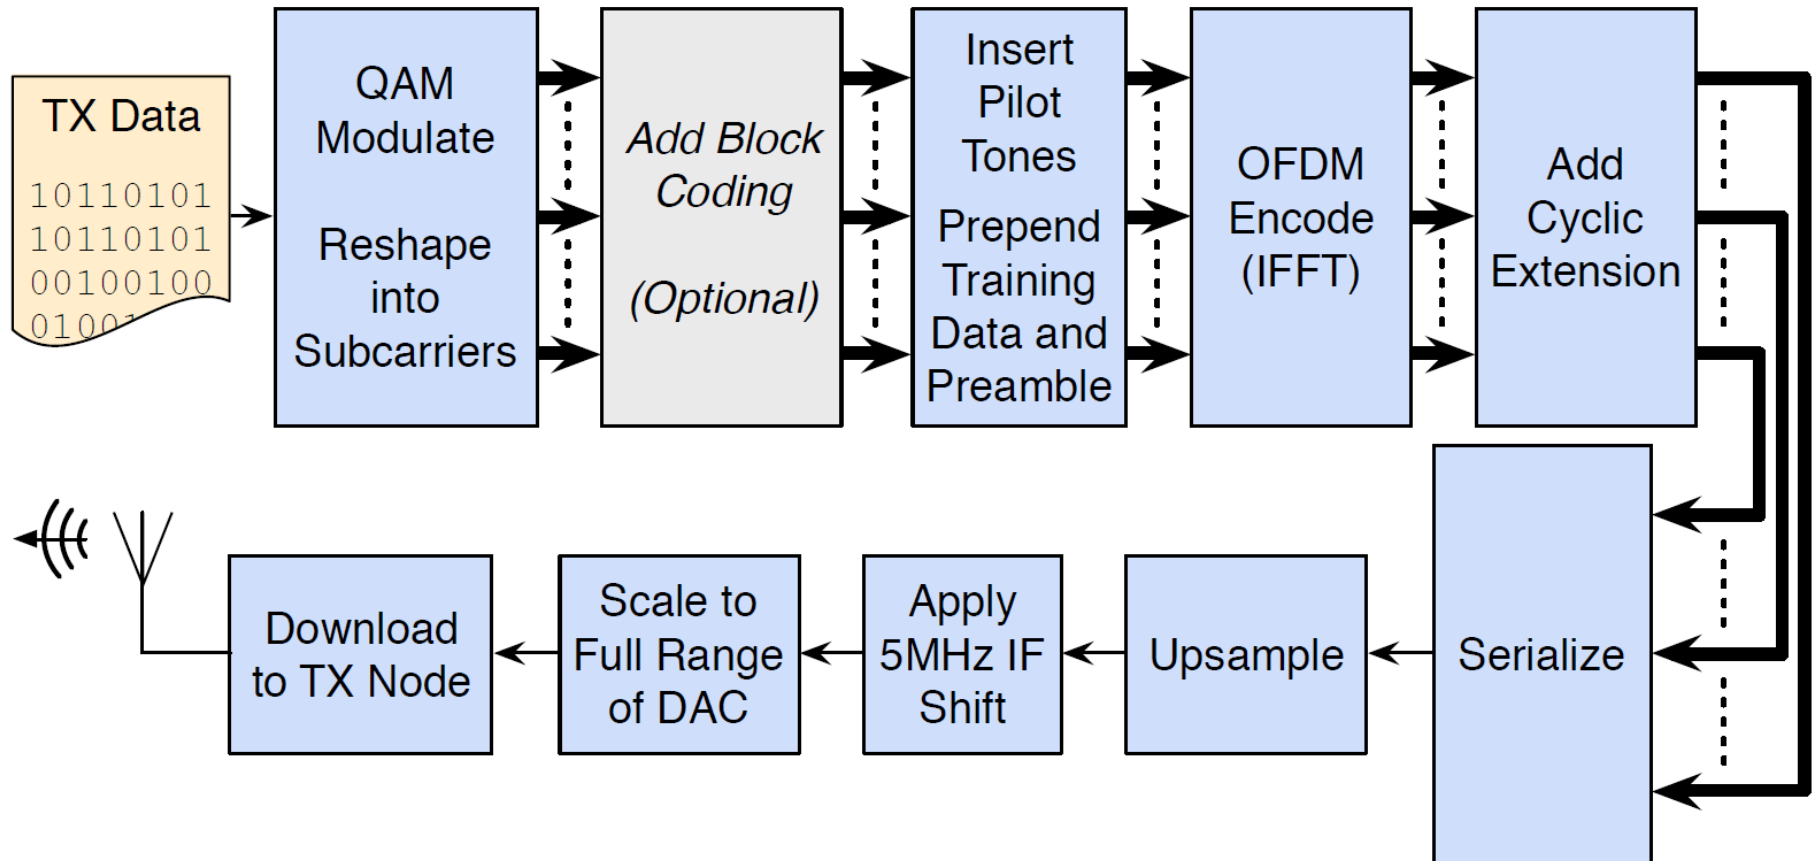 TX Data
10110101
10110101
00100100
0100
QAM
Modulate
Reshape
into
Subcarriers
Add Block
Coding
(Optional)
Insert
Pilot
Tones
Prepend
Training
Data and
Preamble
OFDM
Encode
(IFFT)
Add
Cyclic
Extension
Serialize
Upsample
Apply
5MHz IF
Shift
Scale to
Full Range
of DAC
Download
to TX Node